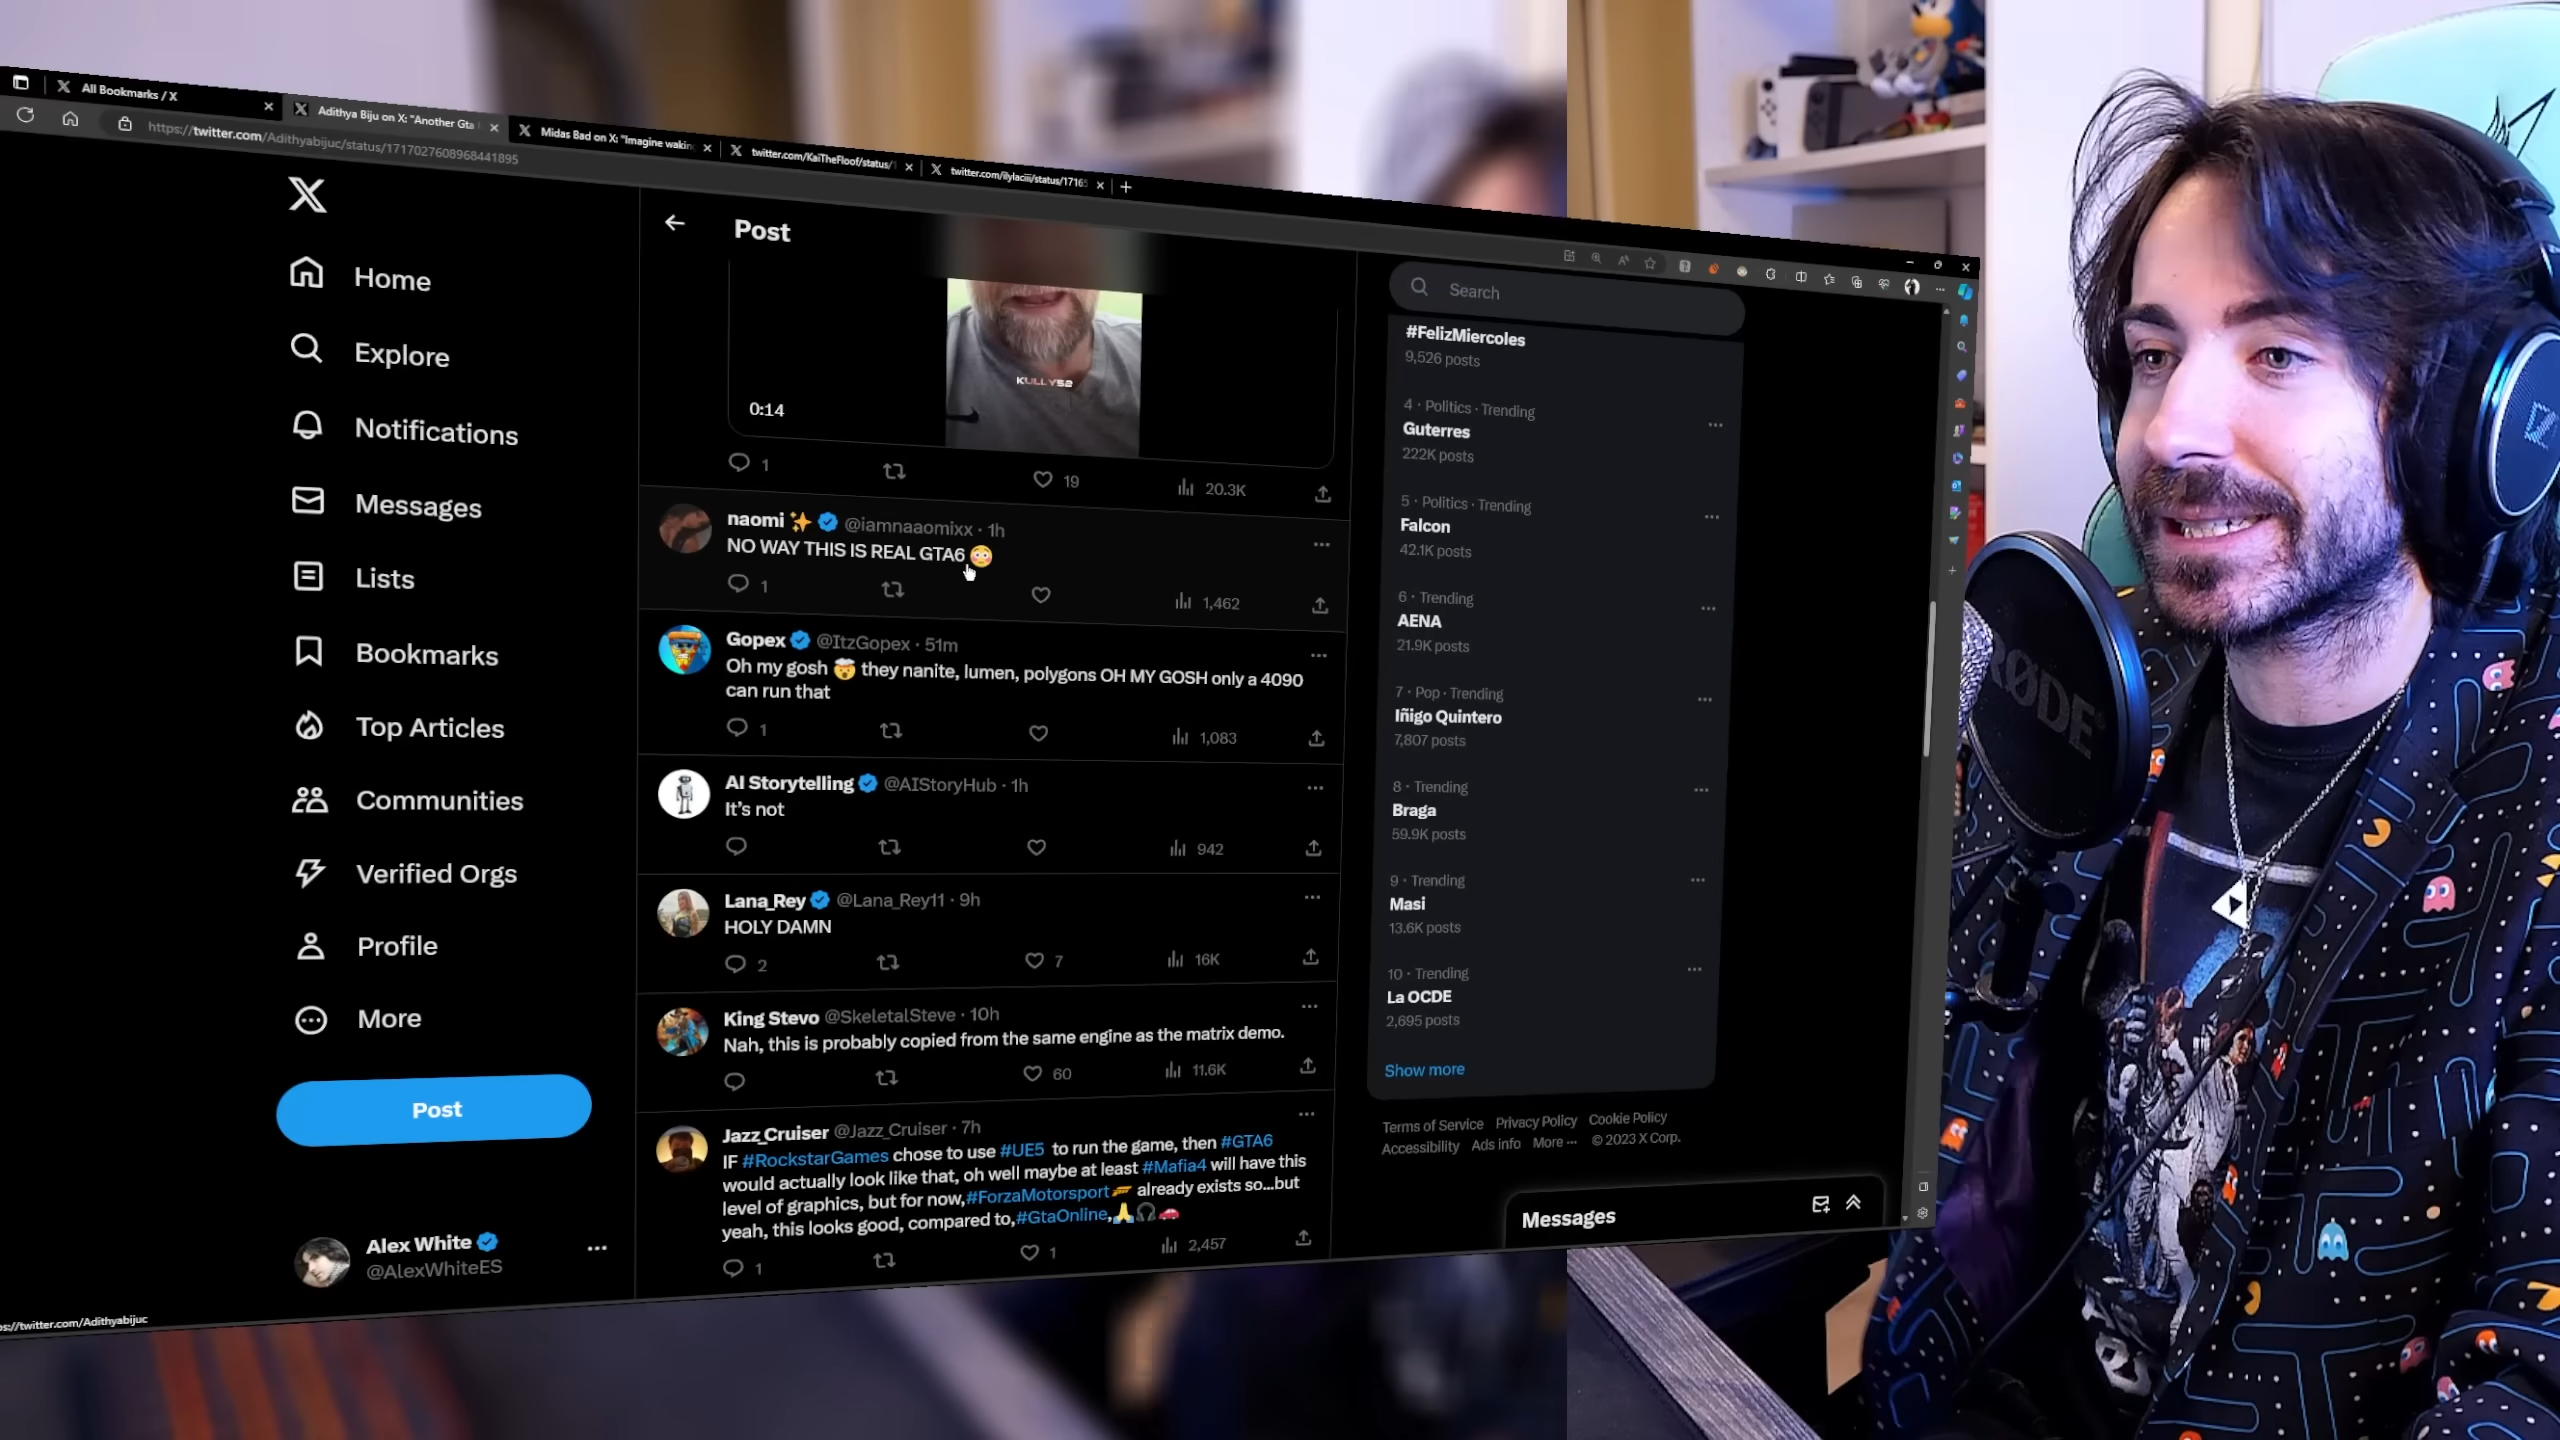 All Bookmarks / X
Adithya Biju on X: "Another Gta
Midas Bad on X: "Imagine wakin
twitter.com/KaiTheFloof/status/1
twitter.com/ilylaciii/status/1716
https://twitter.com/Adithyabijuc/status/1717027608968441895
Home
Explore
Notifications
Messages
Lists
Bookmarks
Top Articles
Communities
Verified Orgs
Profile
More
Post
Alex White
@AlexWhiteES
Post
KULLY52
0:14
1 19 20.3K
naomi ✨ @iamnaaomixx · 1h
NO WAY THIS IS REAL GTA6 😳
1 1,462
Gopex @ItzGopex · 51m
Oh my gosh 🤯 they nanite, lumen, polygons OH MY GOSH only a 4090
can run that
1 1,083
AI Storytelling @AIStoryHub · 1h
It's not
942
Lana_Rey @Lana_Rey11 · 9h
HOLY DAMN
2 7 16K
King Stevo @SkeletalSteve · 10h
Nah, this is probably copied from the same engine as the matrix demo.
60 11.6K
Jazz_Cruiser @Jazz_Cruiser · 7h
IF #RockstarGames chose to use #UE5 to run the game, then #GTA6
would actually look like that, oh well maybe at least #Mafia4 will have this
level of graphics, but for now,#ForzaMotorsport already exists so...but
yeah, this looks good, compared to,#GtaOnline,🙏🎧🚗
1 1 2,457
Search
#FelizMiercoles
9,526 posts
4 · Politics · Trending
Guterres
222K posts
5 · Politics · Trending
Falcon
42.1K posts
6 · Trending
AENA
21.9K posts
7 · Pop · Trending
Iñigo Quintero
7,807 posts
8 · Trending
Braga
59.9K posts
9 · Trending
Masi
13.6K posts
10 · Trending
La OCDE
2,695 posts
Show more
Terms of Service Privacy Policy Cookie Policy
Accessibility Ads info More ··· © 2023 X Corp.
Messages
s://twitter.com/Adithyabijuc
RØDE